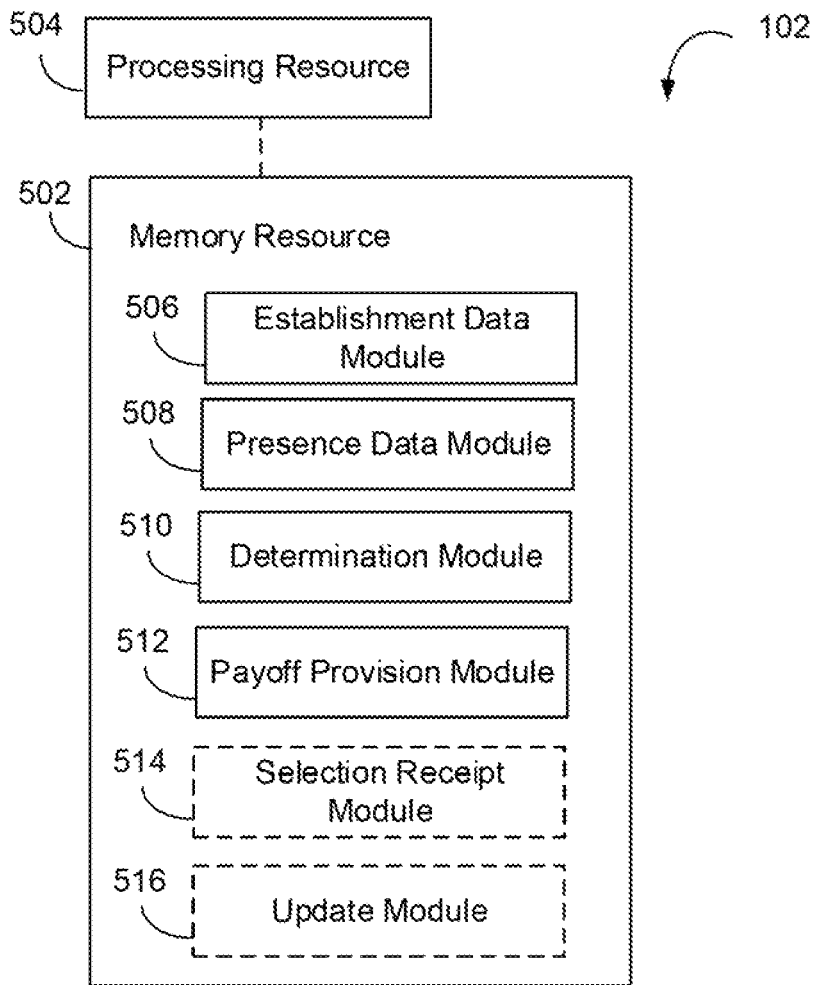 504
Processing Resource
102
502
Memory Resource
506
Establishment Data
Module
508
Presence Data Module
510
Determination Module
512
Payoff Provision Module
514
Selection Receipt
Module
516
Update Module